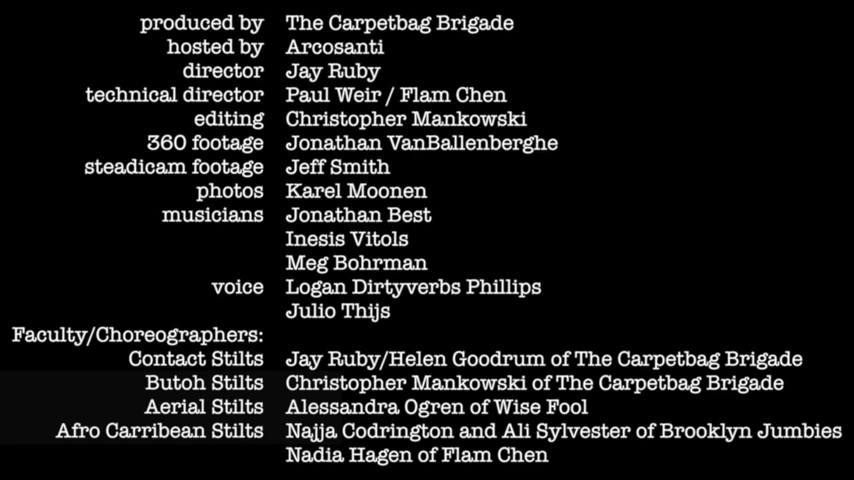 produced by The Carpetbag Brigade
hosted by Arcosanti
director Jay Ruby
technical director Paul Weir / Flam Chen
editing Christopher Mankowski
360 footage Jonathan VanBallenberghe
steadicam footage Jeff Smith
photos Karel Moonen
musicians Jonathan Best
Inesis Vitols
Meg Bohrman
voice Logan Dirtyverbs Phillips
Julio Thijs
Faculty/Choreographers:
Contact Stilts Jay Ruby/Helen Goodrum of The Carpetbag Brigade
Butoh Stilts Christopher Mankowski of The Carpetbag Brigade
Aerial Stilts Alessandra Ogren of Wise Fool
Afro Carribean Stilts Najja Codrington and Ali Sylvester of Brooklyn Jumbies
Nadia Hagen of Flam Chen